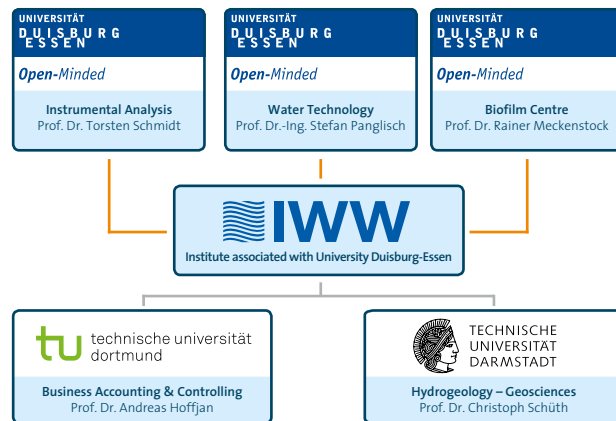 UNIVERSITÄT
DUISBURG
ESSEN
Open-Minded
Instrumental Analysis
Prof. Dr. Torsten Schmidt
UNIVERSITÄT
DUISBURG
ESSEN
Open-Minded
Water Technology
Prof. Dr.-Ing. Stefan Panglisch
UNIVERSITÄT
DUISBURG
ESSEN
Open-Minded
Biofilm Centre
Prof. Dr. Rainer Meckenstock
IWW
Institute associated with University Duisburg-Essen
tu technische universität
dortmund
Business Accounting & Controlling
Prof. Dr. Andreas Hoffjan
TECHNISCHE
UNIVERSITÄT
DARMSTADT
Hydrogeology – Geosciences
Prof. Dr. Christoph Schüth